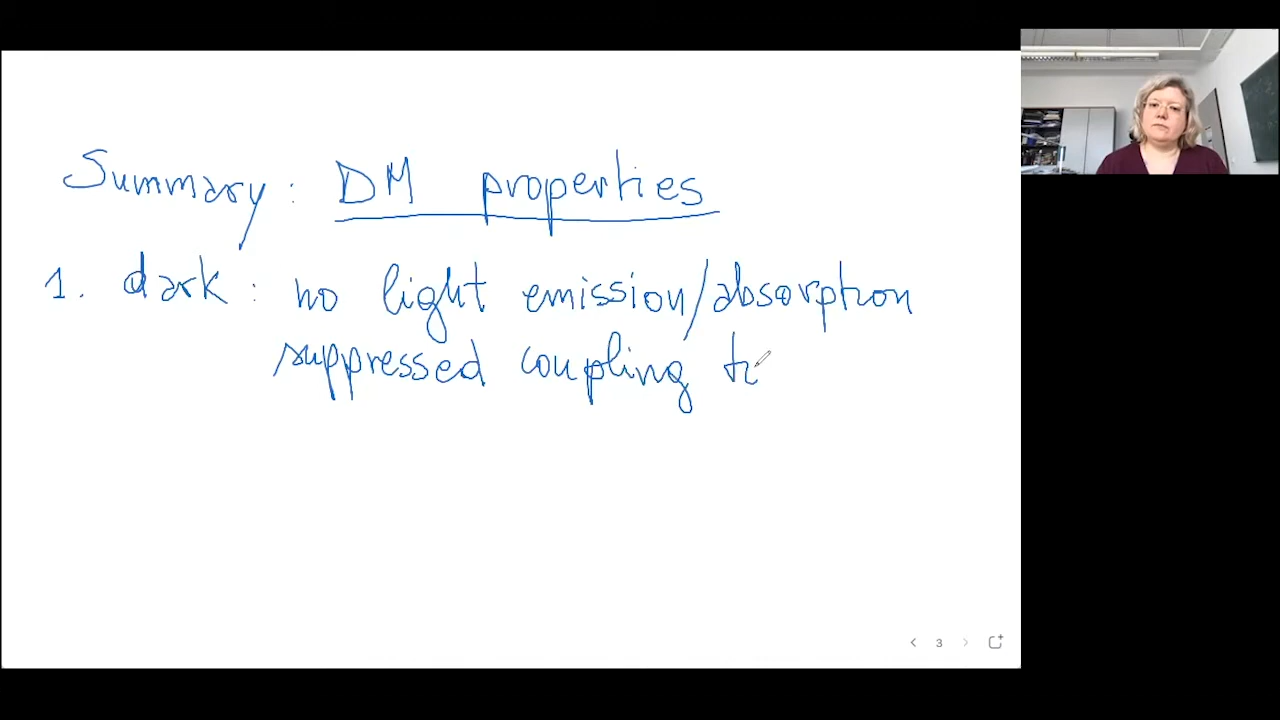 Summary: DM properties
1. dark: no light emission/absorption
suppressed coupling
3